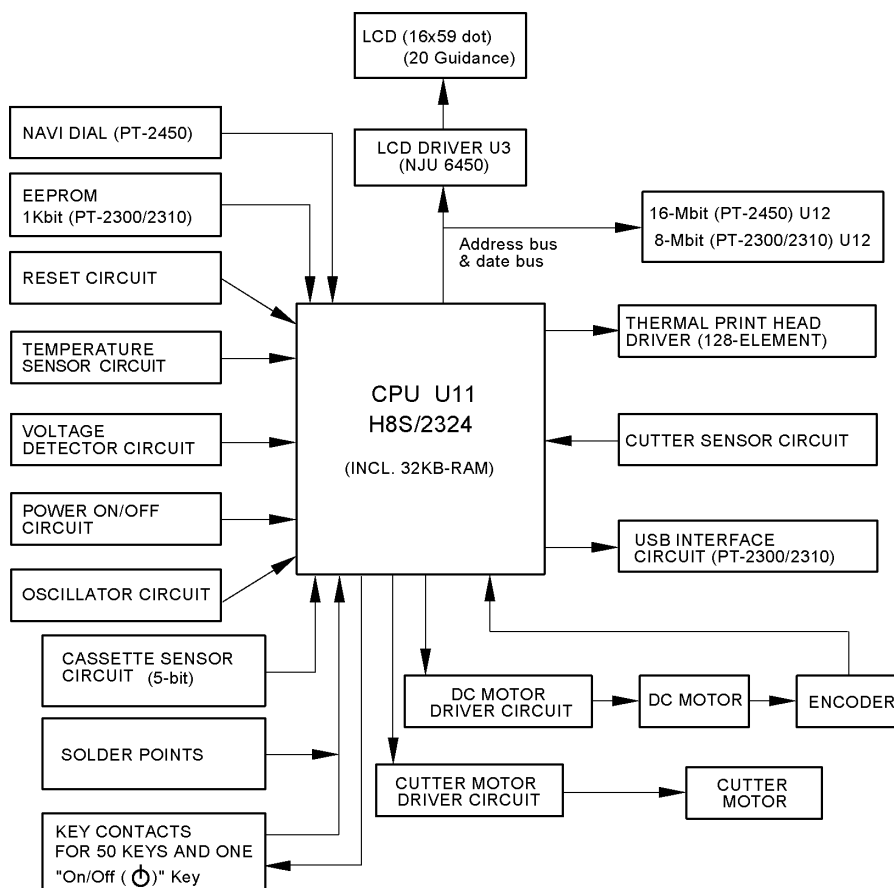 LCD (16x59 dot)
(20 Guidance)
NAVI DIAL (PT-2450)
LCD DRIVER U3
(NJU 6450)
EEPROM
1Kbit (PT-2300/2310)
16-Mbit (PT-2450) U12
8-Mbit (PT-2300/2310) U12
Address bus
& date bus
RESET CIRCUIT
THERMAL PRINT HEAD
DRIVER (128-ELEMENT)
TEMPERATURE
SENSOR CIRCUIT
CPU U11
H8S/2324
(INCL. 32KB-RAM)
VOLTAGE
DETECTOR CIRCUIT
CUTTER SENSOR CIRCUIT
POWER ON/OFF
CIRCUIT
USB INTERFACE
CIRCUIT (PT-2300/2310)
OSCILLATOR CIRCUIT
CASSETTE SENSOR
CIRCUIT (5-bit)
DC MOTOR
DRIVER CIRCUIT
DC MOTOR
ENCODER
SOLDER POINTS
CUTTER MOTOR
DRIVER CIRCUIT
CUTTER
MOTOR
KEY CONTACTS
FOR 50 KEYS AND ONE
"On/Off (⏻)" Key